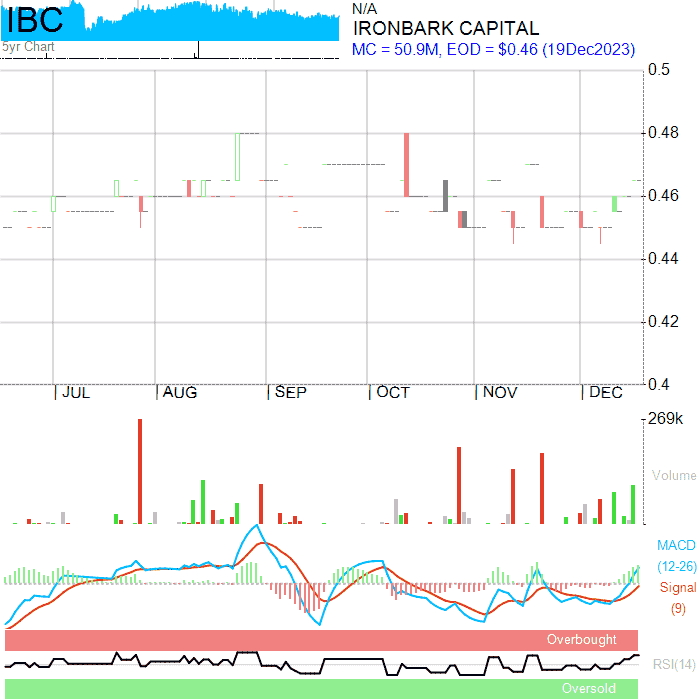 IBC
5yr Chart
N/A
IRONBARK CAPITAL
MC = 50.9M, EOD = $0.46 (19Dec2023)
0.5
0.48
0.46
0.44
0.42
0.4
JUL AUG SEP OCT NOV DEC
269k
Volume
MACD
(12-26)
Signal
(9)
Overbought
RSI(14)
Oversold